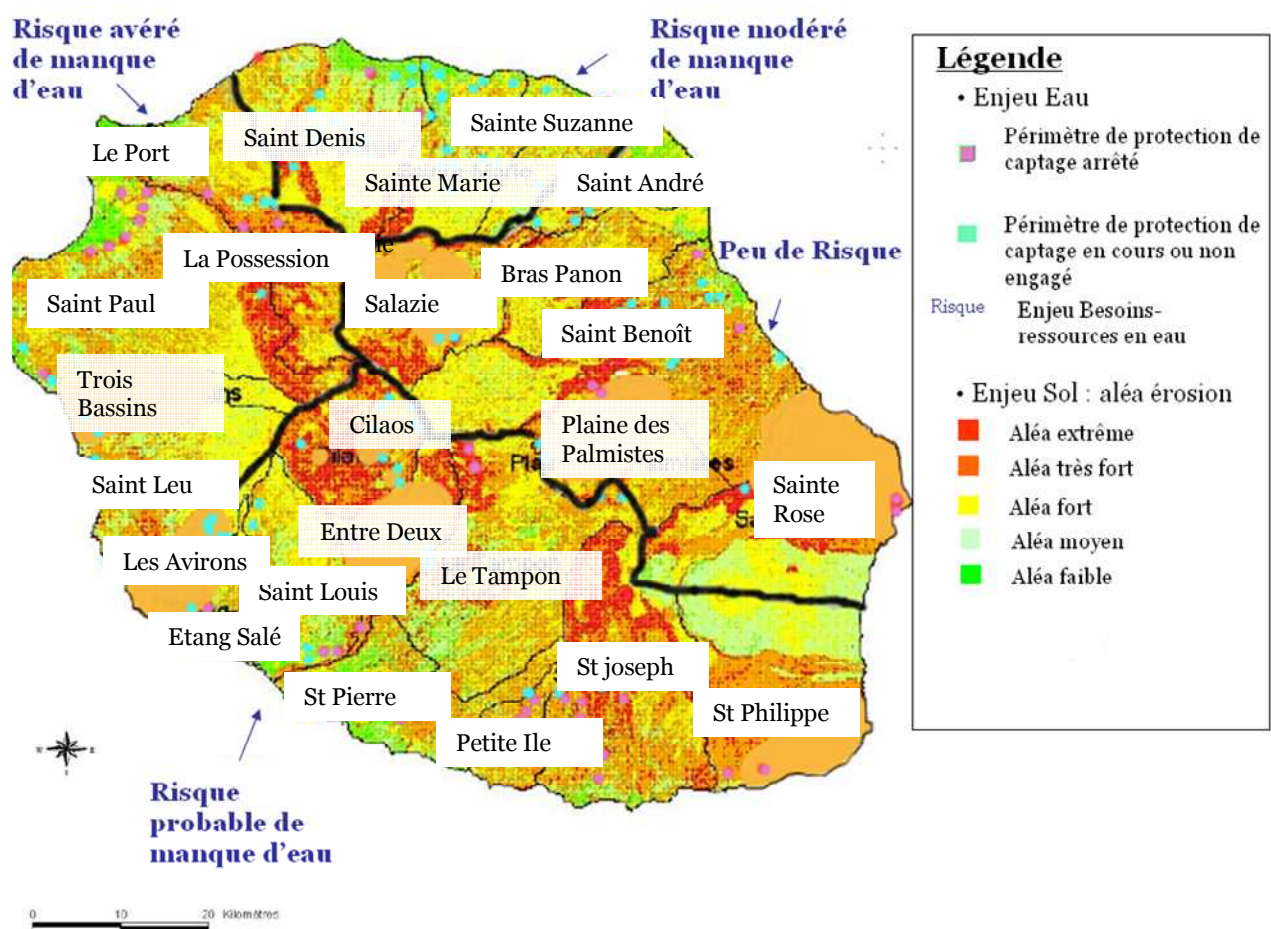 Risque avéré
de manque
d'eau
Risque modéré
de manque
d'eau
Le Port
Saint Denis
Sainte Suzanne
Sainte Marie
Saint André
La Possession
Bras Panon
Peu de Risque
Saint Paul
Salazie
Saint Benoît
Trois
Bassins
Cilaos
Plaine des
Palmistes
Saint Leu
Sainte
Rose
Entre Deux
Les Avirons
Le Tampon
Saint Louis
Etang Salé
St joseph
St Pierre
St Philippe
Petite Ile
Risque
probable de
manque d'eau
0 10 20 Kilomètres
Légende
• Enjeu Eau
Périmètre de protection de
captage arrêté
Périmètre de protection de
captage en cours ou non
engagé
Risque
Enjeu Besoins-
ressources en eau
• Enjeu Sol : aléa érosion
Aléa extrême
Aléa très fort
Aléa fort
Aléa moyen
Aléa faible